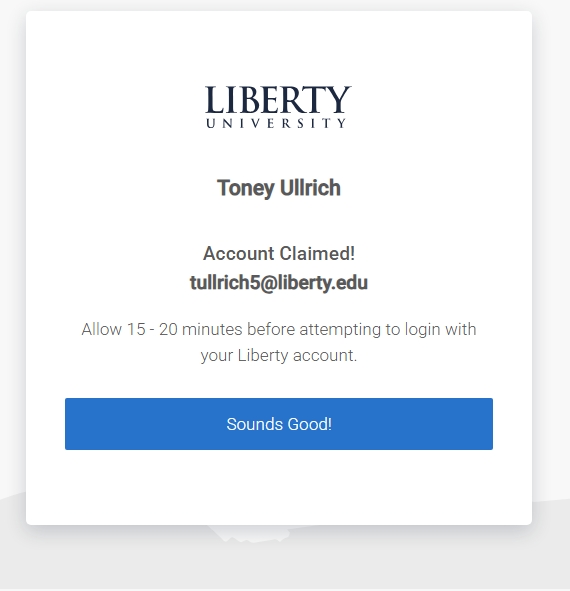 LIBERTY
UNIVERSITY
Toney Ullrich
Account Claimed!
tullrich5@liberty.edu
Allow 15 - 20 minutes before attempting to login with
your Liberty account.
Sounds Good!